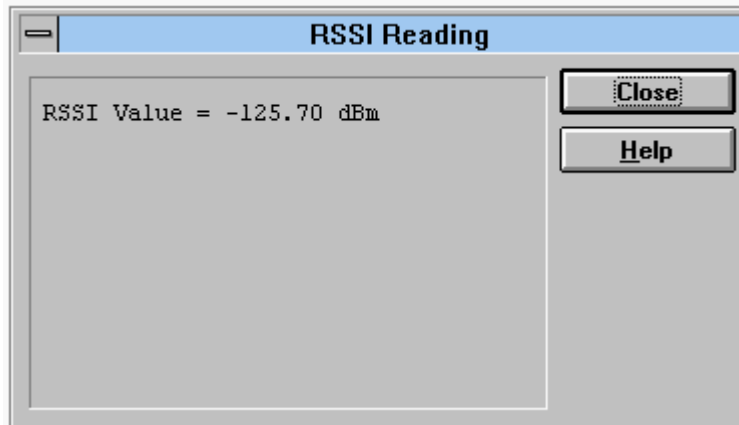 RSSI Reading
RSSI Value = -125.70 dBm
Close
Help